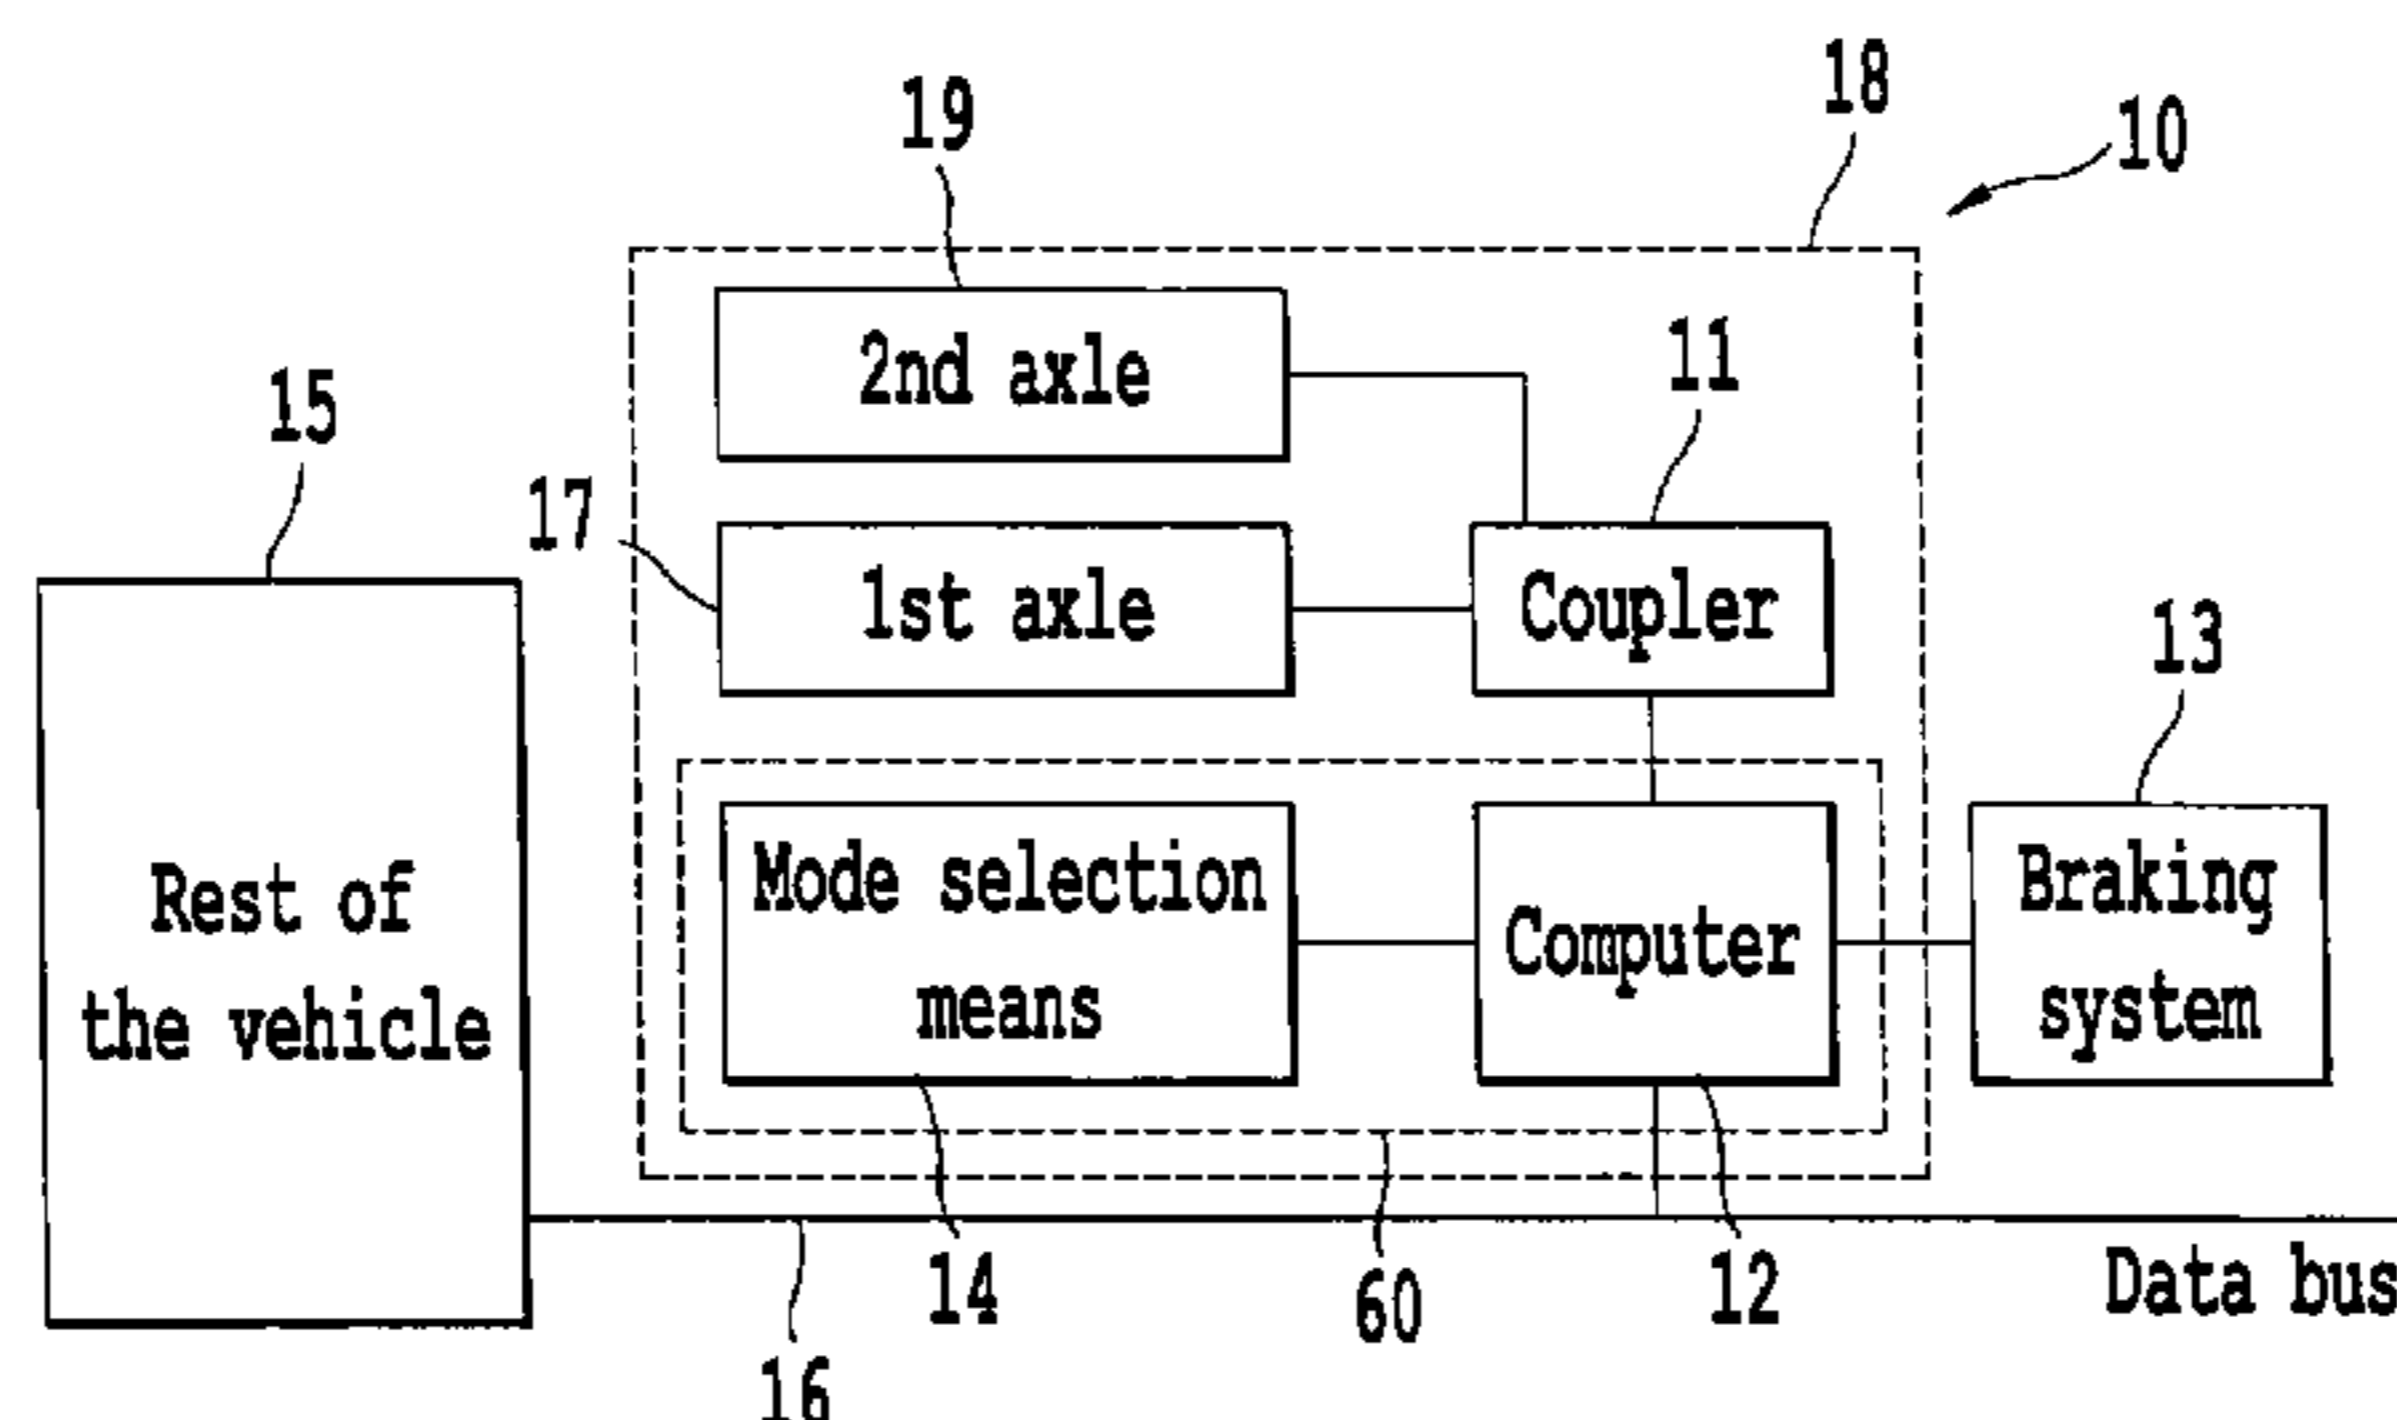 18
10
19
2nd axle
11
15
17
1st axle
Coupler
13
Rest of
the vehicle
Mode selection
means
Computer
Braking
system
14
60
12
Data bus
16